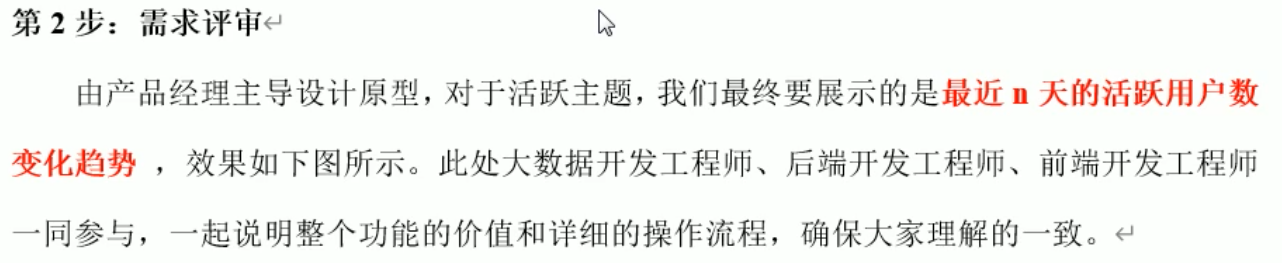 第 2 步：需求评审
由产品经理主导设计原型，对于活跃主题，我们最终要展示的是最近 n 天的活跃用户数
变化趋势 ，效果如下图所示。此处大数据开发工程师、后端开发工程师、前端开发工程师
一同参与，一起说明整个功能的价值和详细的操作流程，确保大家理解的一致。